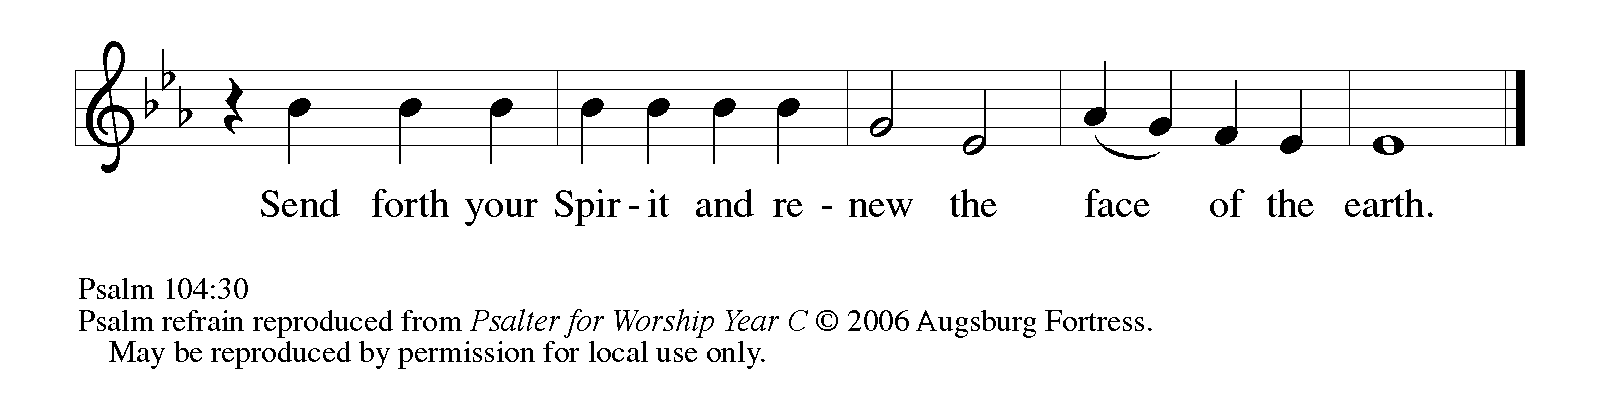 Send forth your Spir - it and re - new the face of the earth.
Psalm 104:30
Psalm refrain reproduced from Psalter for Worship Year C © 2006 Augsburg Fortress.
May be reproduced by permission for local use only.